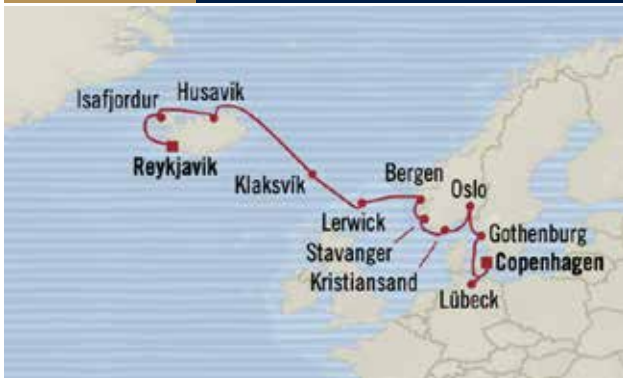 Isafjordur
Husavik
Reykjavik
Klaksvik
Lerwick
Bergen
Oslo
Stavanger
Kristiansand
Gothenburg
Copenhagen
Lübeck